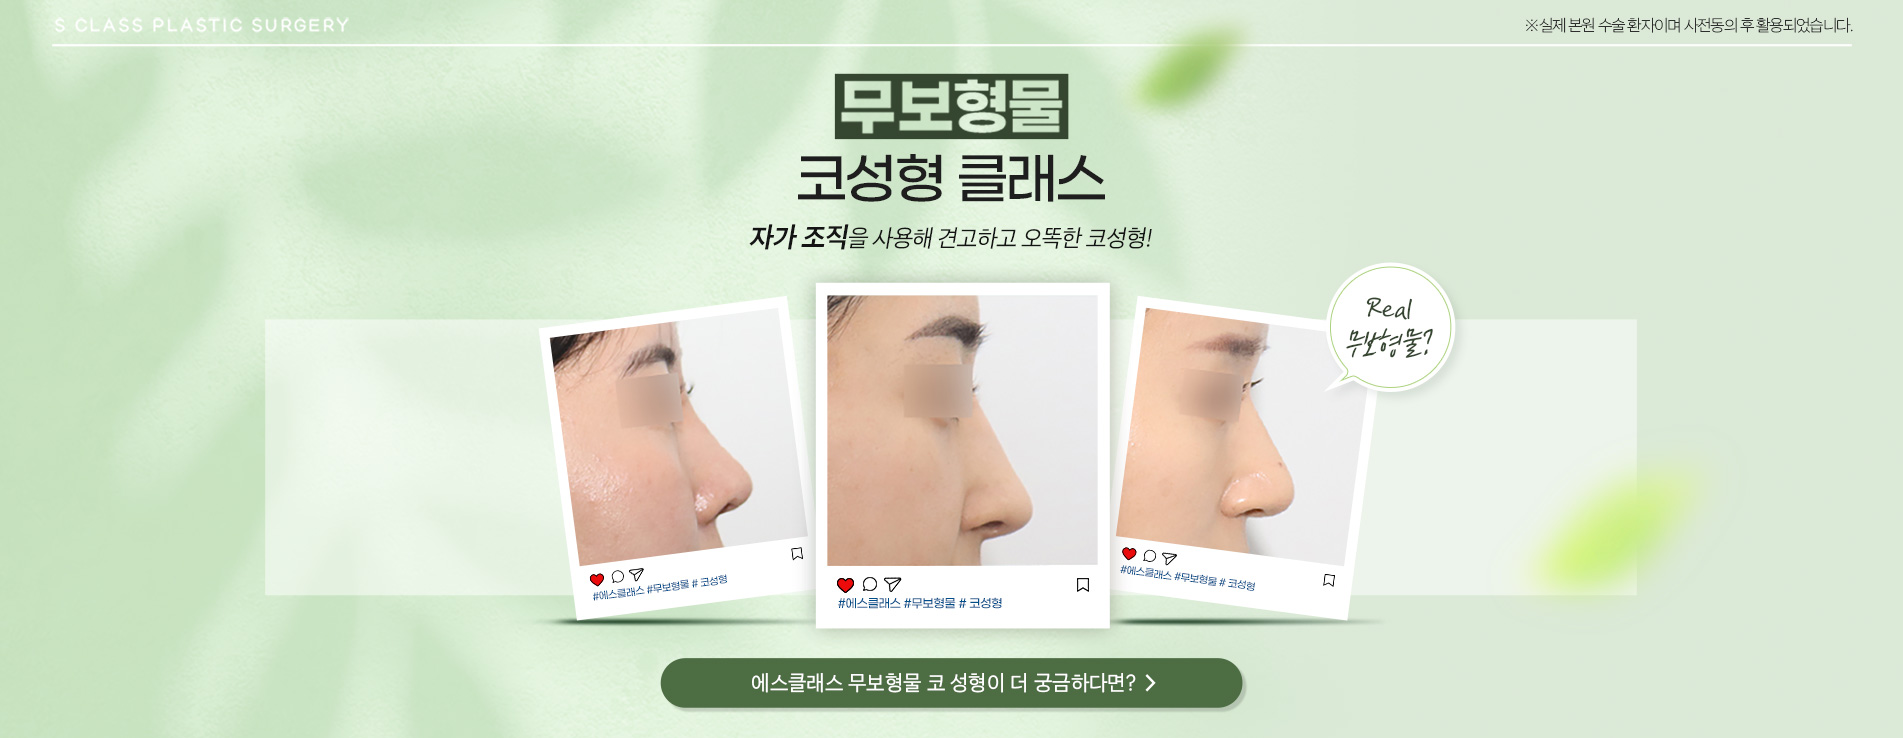 S CLASS PLASTIC SURGERY
※ 실제 본원 수술 환자이며 사전동의 후 활용되었습니다.
무보형물
코성형 클래스
자가 조직을 사용해 견고하고 오똑한 코성형!
Real
무보형물?
#에스클래스 #무보형물 # 코성형
#에스클래스 #무보형물 # 코성형
#에스클래스 #무보형물 # 코성형
에스클래스 무보형물 코 성형이 더 궁금하다면? >